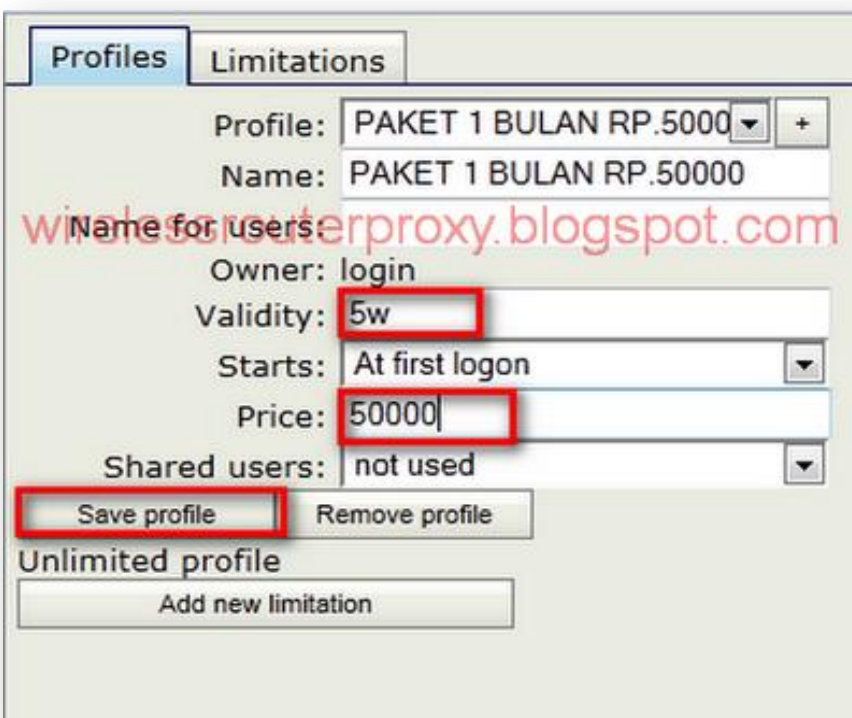 Profiles Limitations
Profile: PAKET 1 BULAN RP.5000 +
Name: PAKET 1 BULAN RP.50000
Name for users:
wirelessrouterproxy.blogspot.com
Owner: login
Validity: 5w
Starts: At first logon
Price: 50000
Shared users: not used
Save profile Remove profile
Unlimited profile
Add new limitation